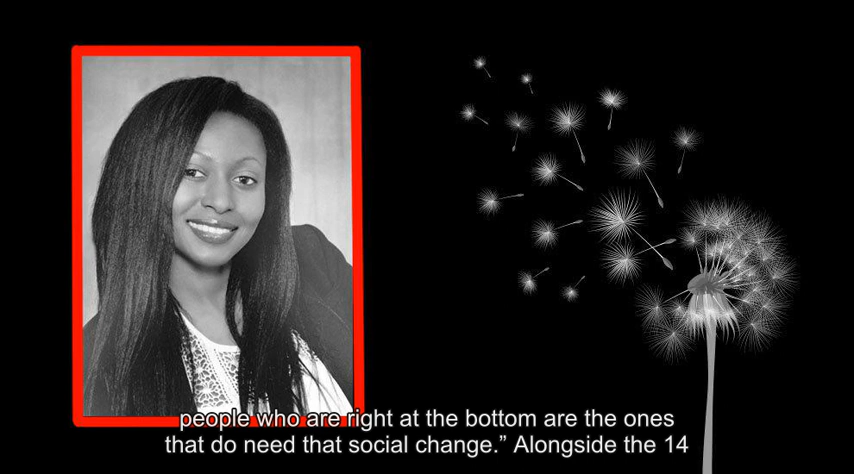 people who are right at the bottom are the ones
that do need that social change.” Alongside the 14